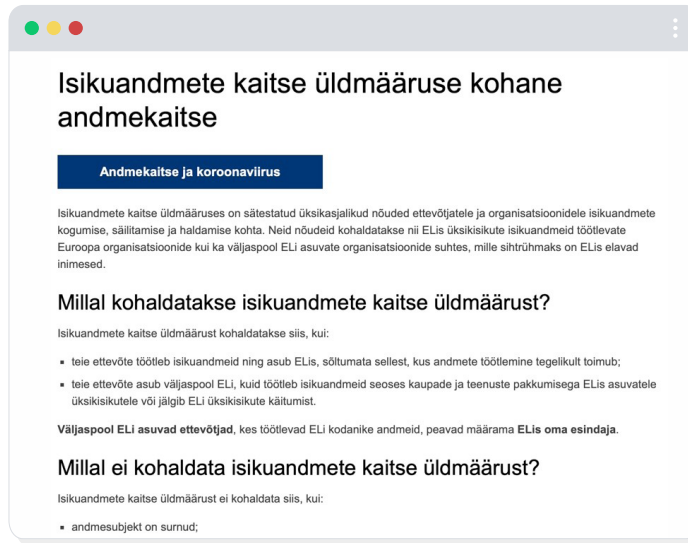 Isikuandmete kaitse üldmääruse kohane
andmekaitse
Andmekaitse ja koroonaviirus
Isikuandmete kaitse üldmääruses on sätestatud üksikasjalikud nõuded ettevõtjatele ja organisatsioonidele isikuandmete
kogumise, säilitamise ja haldamise kohta. Neid nõudeid kohaldatakse nii ELis üksikisikute isikuandmeid töötlevate
Euroopa organisatsioonide kui ka väljaspool ELi asuvate organisatsioonide suhtes, mille sihtrühmaks on ELis elavad
inimesed.
Millal kohaldatakse isikuandmete kaitse üldmäärust?
Isikuandmete kaitse üldmäärust kohaldatakse siis, kui:
▪ teie ettevõte töötleb isikuandmeid ning asub ELis, sõltumata sellest, kus andmete töötlemine tegelikult toimub;
▪ teie ettevõte asub väljaspool ELi, kuid töötleb isikuandmeid seoses kaupade ja teenuste pakkumisega ELis asuvatele
üksikisikutele või jälgib ELi üksikisikute käitumist.
Väljaspool ELi asuvad ettevõtjad, kes töötlevad ELi kodanike andmeid, peavad määrama ELis oma esindaja.
Millal ei kohaldata isikuandmete kaitse üldmäärust?
Isikuandmete kaitse üldmäärust ei kohaldata siis, kui:
▪ andmesubjekt on surnud;